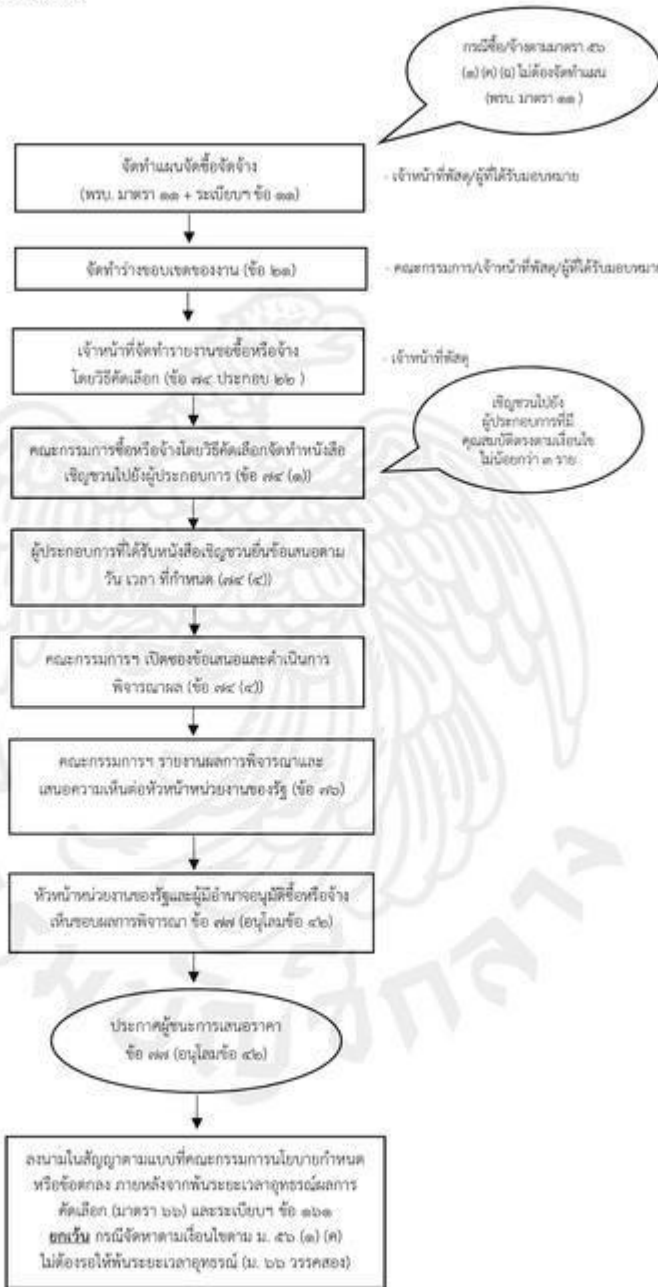 กรณีซื้อ/จ้างตามมาตรา ๕๖
(๑) (ค) (ฉ) ไม่ต้องจัดทำแผน
(พรบ. มาตรา ๑๑ )
จัดทำแผนจัดซื้อจัดจ้าง
(พรบ. มาตรา ๑๑ + ระเบียบฯ ข้อ ๑๑)
- เจ้าหน้าที่พัสดุ/ผู้ที่ได้รับมอบหมาย
จัดทำร่างขอบเขตของงาน (ข้อ ๒๑)
- คณะกรรมการ/เจ้าหน้าที่พัสดุ/ผู้ที่ได้รับมอบหมาย
เจ้าหน้าที่จัดทำรายงานขอซื้อหรือจ้าง
โดยวิธีคัดเลือก (ข้อ ๗๔ ประกอบ ๒๒ )
- เจ้าหน้าที่พัสดุ
เชิญชวนไปยัง
ผู้ประกอบการที่มี
คุณสมบัติตรงตามเงื่อนไข
ไม่น้อยกว่า ๓ ราย
คณะกรรมการซื้อหรือจ้างโดยวิธีคัดเลือกจัดทำหนังสือ
เชิญชวนไปยังผู้ประกอบการ (ข้อ ๗๔ (๑))
ผู้ประกอบการที่ได้รับหนังสือเชิญชวนยื่นข้อเสนอตาม
วัน เวลา ที่กำหนด (๗๔ (๔))
คณะกรรมการฯ เปิดซองข้อเสนอและดำเนินการ
พิจารณาผล (ข้อ ๗๔ (๔))
คณะกรรมการฯ รายงานผลการพิจารณาและ
เสนอความเห็นต่อหัวหน้าหน่วยงานของรัฐ (ข้อ ๗๖)
หัวหน้าหน่วยงานของรัฐและผู้มีอำนาจอนุมัติซื้อหรือจ้าง
เห็นชอบผลการพิจารณา ข้อ ๗๗ (อนุโลมข้อ ๔๒)
ประกาศผู้ชนะการเสนอราคา
ข้อ ๗๗ (อนุโลมข้อ ๔๒)
ลงนามในสัญญาตามแบบที่คณะกรรมการนโยบายกำหนด
หรือข้อตกลง ภายหลังจากพ้นระยะเวลาอุทธรณ์ผลการ
คัดเลือก (มาตรา ๖๖) และระเบียบฯ ข้อ ๑๖๑
ยกเว้น กรณีจัดหาตามเงื่อนไขตาม ม. ๕๖ (๑) (ค)
ไม่ต้องรอให้พ้นระยะเวลาอุทธรณ์ (ม. ๖๖ วรรคสอง)